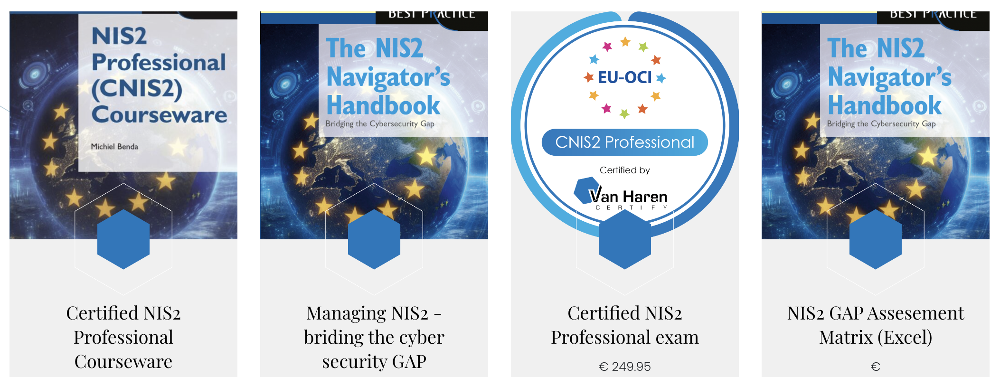 NIS2
Professional
(CNIS2)
Courseware
Michiel Benda
Certified NIS2
Professional
Courseware
BEST PRACTICE
The NIS2
Navigator's
Handbook
Bridging the Cybersecurity Gap
Managing NIS2 -
briding the cyber
security GAP
EU-OCI
CNIS2 Professional
Certified by
Van Haren
CERTIFY
Certified NIS2
Professional exam
€ 249.95
BEST PRACTICE
The NIS2
Navigator's
Handbook
Bridging the Cybersecurity Gap
NIS2 GAP Assesement
Matrix (Excel)
€